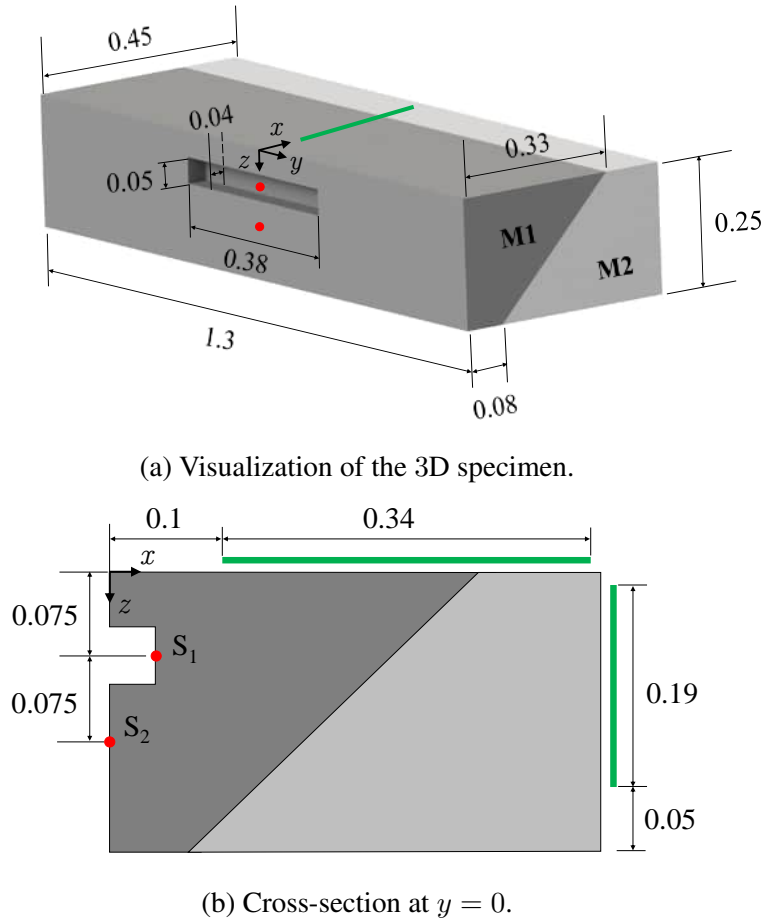 0.45
0.04
x
0.33
z
y
0.05
M1
0.25
M2
0.38
1.3
0.08
(a) Visualization of the 3D specimen.
0.1
0.34
x
z
0.075
S1
0.19
0.075
S2
0.05
(b) Cross-section at y = 0.